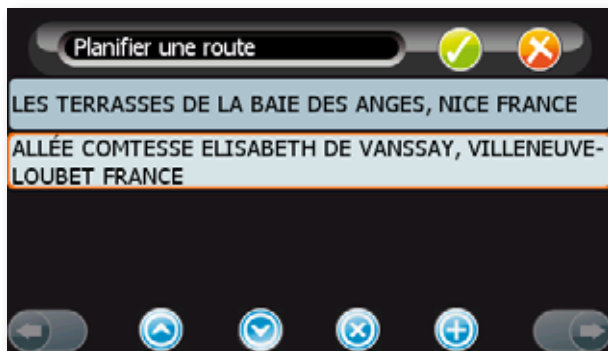 Planifier une route
LES TERRASSES DE LA BAIE DES ANGES, NICE FRANCE
ALLÉE COMTESSE ELISABETH DE VANSSAY, VILLENEUVE-
LOUBET FRANCE